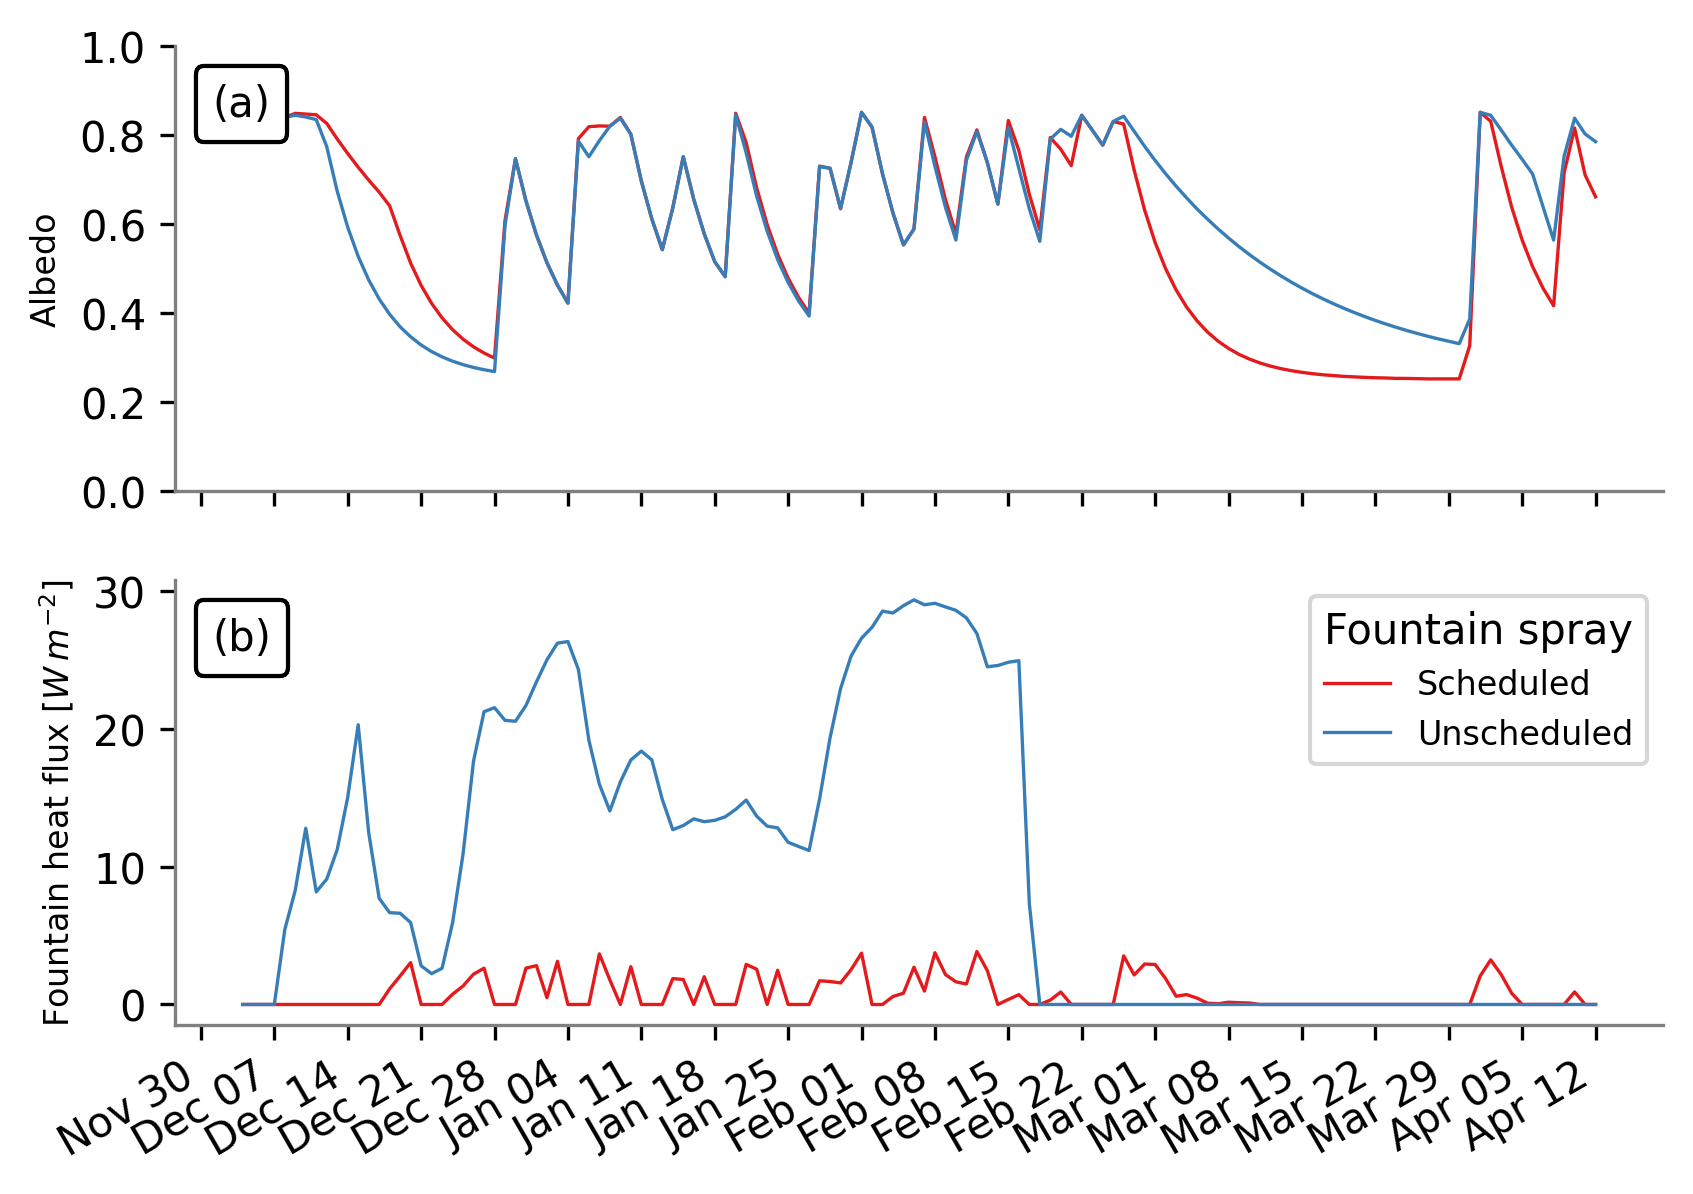 1.0
0.8
0.6
0.4
0.2
0.0
Albedo
(a)
30
20
10
0
Fountain heat flux [W m⁻²]
(b)
Fountain spray
Scheduled
Unscheduled
Nov 30
Dec 07
Dec 14
Dec 21
Dec 28
Jan 04
Jan 11
Jan 18
Jan 25
Feb 01
Feb 08
Feb 15
Feb 22
Mar 01
Mar 08
Mar 15
Mar 22
Mar 29
Apr 05
Apr 12